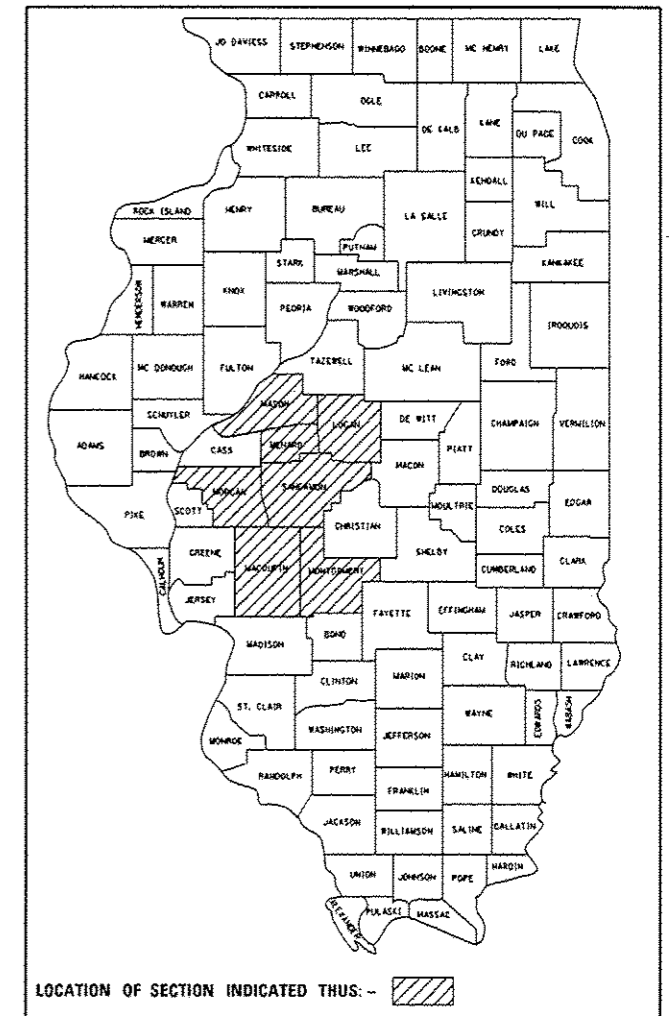 JO DAVIESS STEPHENSON WINNEBAGO BOONE MC HENRY LAKE
CARROLL OGLE DE KALB KANE DU PAGE COOK
WHITESIDE LEE KENDALL WILL
ROCK ISLAND HENRY BUREAU LA SALLE GRUNDY
MERCER PUTNAM KANKAKEE
STARK MARSHALL
HENDERSON WARREN KNOX PEORIA WOODFORD LIVINGSTON IROQUOIS
HANCOCK MC DONOUGH FULTON TAZEWELL MC LEAN FORD
SCHUYLER MASON LOGAN DE WITT CHAMPAIGN VERMILION
ADAMS BROWN CASS MENARD PIATT
MACON
PIKE SCOTT MORGAN SANGAMON MOULTRIE DOUGLAS EDGAR
CHRISTIAN COLES
CALHOUN GREENE MACOUPIN MONTGOMERY SHELBY CUMBERLAND CLARK
JERSEY FAYETTE EFFINGHAM JASPER CRAWFORD
MADISON BOND
CLAY RICHLAND LAWRENCE
CLINTON MARION
ST. CLAIR WAYNE EDWARDS WABASH
MONROE WASHINGTON JEFFERSON
RANDOLPH PERRY HAMILTON WHITE
FRANKLIN
JACKSON WILLIAMSON SALINE GALLATIN
UNION JOHNSON POPE HARDIN
ALEXANDER PULASKI MASSAC
LOCATION OF SECTION INDICATED THUS: -